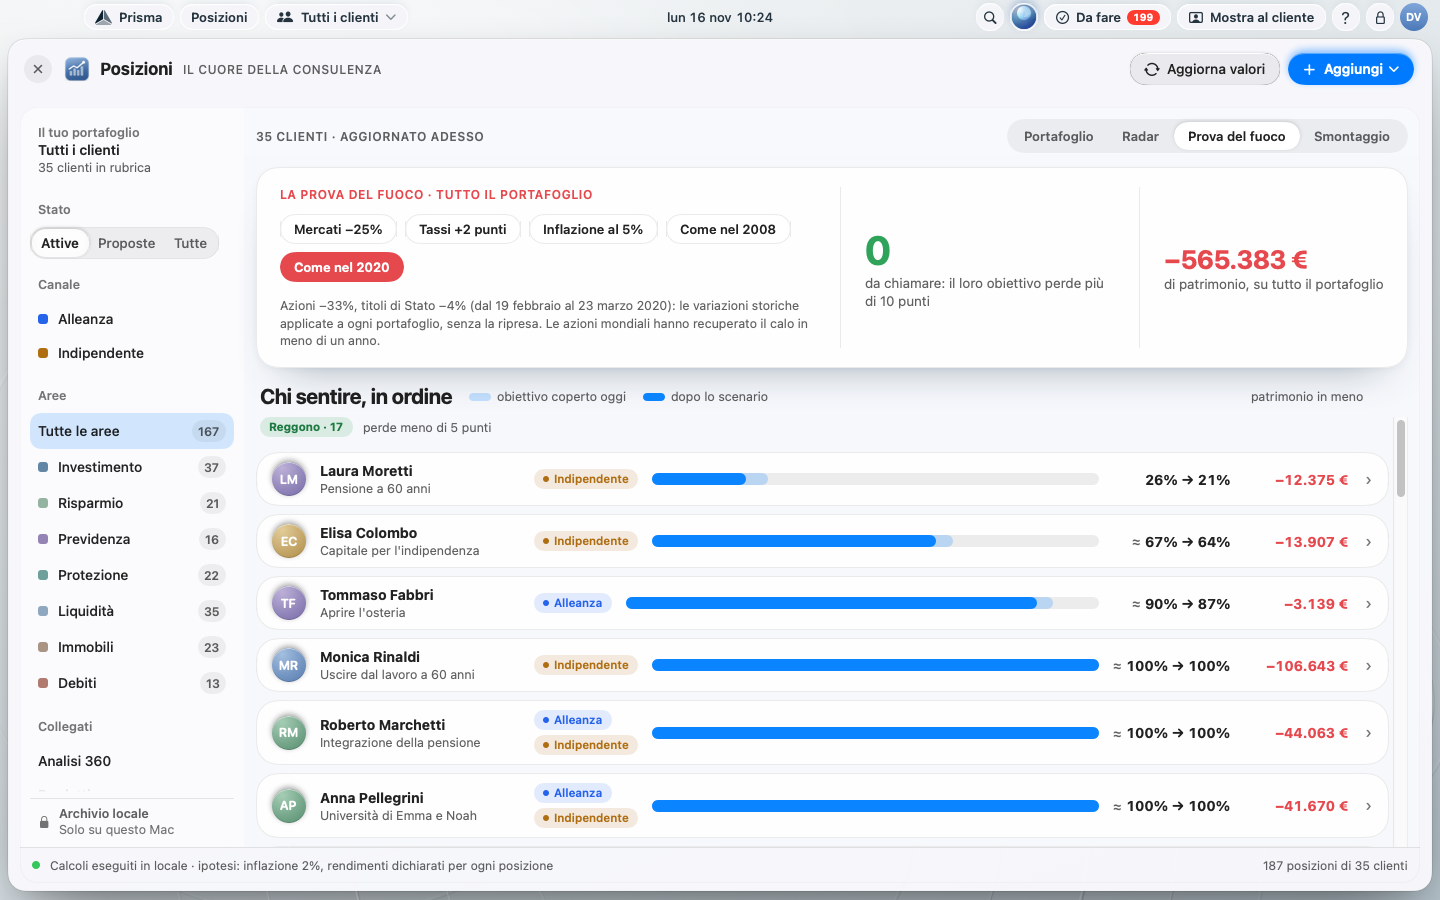 Prisma
Posizioni
Tutti i clienti
lun 16 nov 10:24
Da fare 199
Mostra al cliente
?
DV
Posizioni IL CUORE DELLA CONSULENZA
Aggiorna valori
+ Aggiungi
Il tuo portafoglio
Tutti i clienti
35 clienti in rubrica
Stato
Attive Proposte Tutte
Canale
Alleanza
Indipendente
Aree
Tutte le aree 167
Investimento 37
Risparmio 21
Previdenza 16
Protezione 22
Liquidità 35
Immobili 23
Debiti 13
Collegati
Analisi 360
Archivio locale
Solo su questo Mac
35 CLIENTI · AGGIORNATO ADESSO
Portafoglio Radar Prova del fuoco Smontaggio
LA PROVA DEL FUOCO · TUTTO IL PORTAFOGLIO
Mercati −25% Tassi +2 punti Inflazione al 5% Come nel 2008
Come nel 2020
Azioni −33%, titoli di Stato −4% (dal 19 febbraio al 23 marzo 2020): le variazioni storiche
applicate a ogni portafoglio, senza la ripresa. Le azioni mondiali hanno recuperato il calo in
meno di un anno.
0
da chiamare: il loro obiettivo perde più
di 10 punti
−565.383 €
di patrimonio, su tutto il portafoglio
Chi sentire, in ordine obiettivo coperto oggi dopo lo scenario patrimonio in meno
Reggono · 17 perde meno di 5 punti
LM Laura Moretti
Pensione a 60 anni
Indipendente
26% → 21% −12.375 € ›
EC Elisa Colombo
Capitale per l'indipendenza
Indipendente
≈ 67% → 64% −13.907 € ›
TF Tommaso Fabbri
Aprire l'osteria
Alleanza
≈ 90% → 87% −3.139 € ›
MR Monica Rinaldi
Uscire dal lavoro a 60 anni
Indipendente
≈ 100% → 100% −106.643 € ›
RM Roberto Marchetti
Integrazione della pensione
Alleanza
Indipendente
≈ 100% → 100% −44.063 € ›
AP Anna Pellegrini
Università di Emma e Noah
Alleanza
Indipendente
≈ 100% → 100% −41.670 € ›
Calcoli eseguiti in locale · ipotesi: inflazione 2%, rendimenti dichiarati per ogni posizione
187 posizioni di 35 clienti